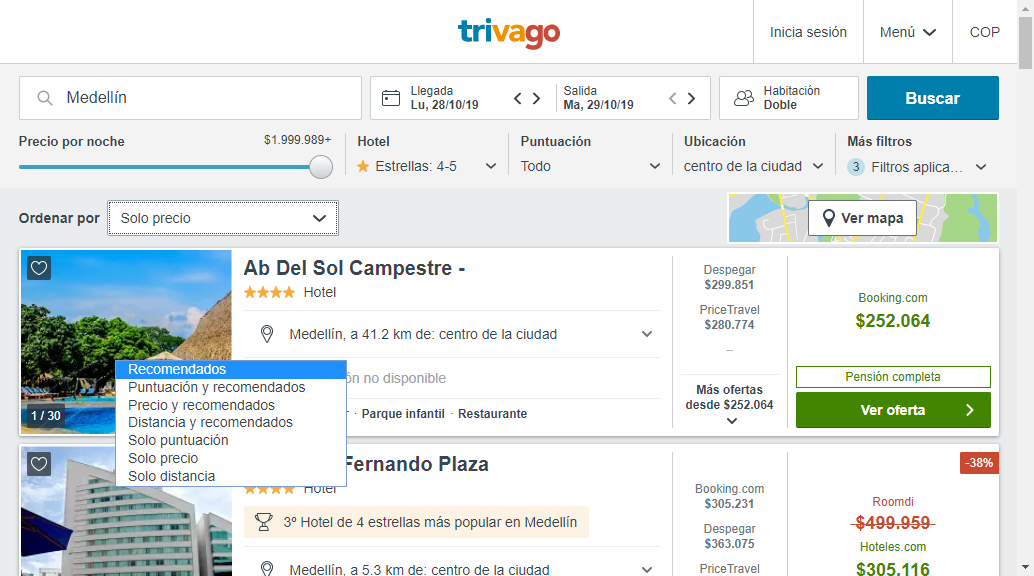 trivago
Inicia sesión
Menú
COP
Medellín
Llegada
Lu, 28/10/19
Salida
Ma, 29/10/19
Habitación
Doble
Buscar
Precio por noche
$1.999.989+
Hotel
Estrellas: 4-5
Puntuación
Todo
Ubicación
centro de la ciudad
Más filtros
3 Filtros aplica...
Ordenar por
Solo precio
Ver mapa
Ab Del Sol Campestre -
Hotel
Medellín, a 41.2 km de: centro de la ciudad
ón no disponible
· Parque infantil · Restaurante
1 / 30
Recomendados
Puntuación y recomendados
Precio y recomendados
Distancia y recomendados
Solo puntuación
Solo precio
Solo distancia
Despegar
$299.851
PriceTravel
$280.774
–
Más ofertas
desde $252.064
Booking.com
$252.064
Pensión completa
Ver oferta
Fernando Plaza
Hotel
3º Hotel de 4 estrellas más popular en Medellín
Medellín, a 5.3 km de: centro de la ciudad
Booking.com
$305.231
Despegar
$363.075
PriceTravel
-38%
Roomdi
$499.959
Hoteles.com
$305.116